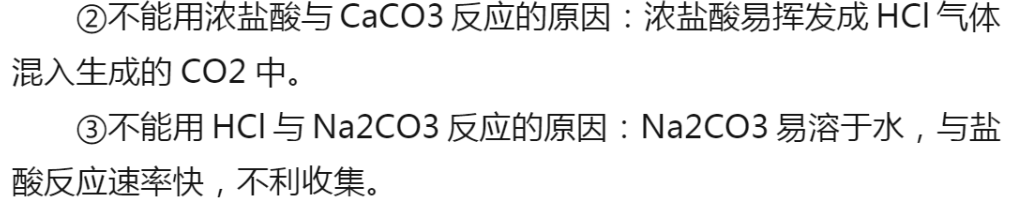 ②不能用浓盐酸与 CaCO3 反应的原因：浓盐酸易挥发成 HCl 气体
混入生成的 CO2 中。
③不能用 HCl 与 Na2CO3 反应的原因：Na2CO3 易溶于水，与盐
酸反应速率快，不利收集。